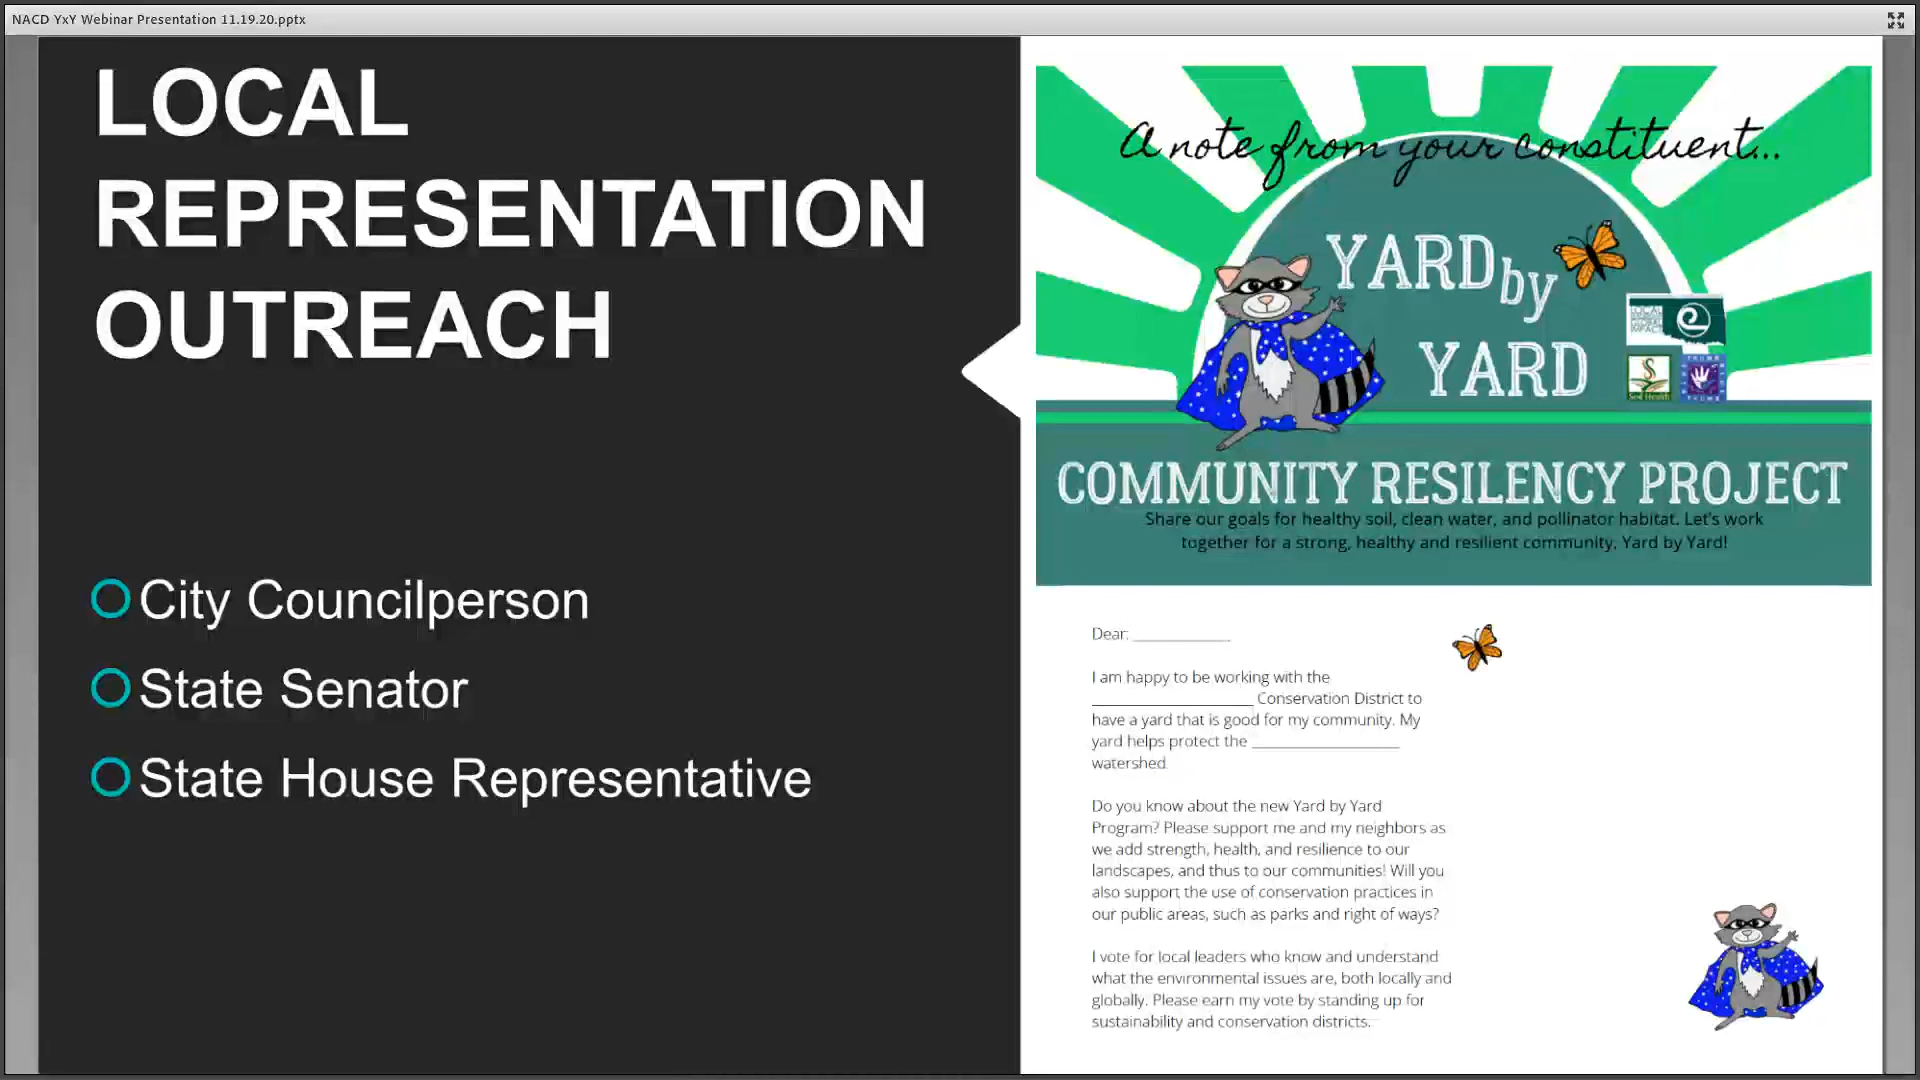 NACD YxY Webinar Presentation 11.19.20.pptx
LOCAL
REPRESENTATION
OUTREACH
City Councilperson
State Senator
State House Representative
A note from your constituent...
YARD by
YARD
Soil Health
COMMUNITY RESILENCY PROJECT
Share our goals for healthy soil, clean water, and pollinator habitat. Let's work
together for a strong, healthy and resilient community, Yard by Yard!
Dear: ____________
I am happy to be working with the
____________________ Conservation District to
have a yard that is good for my community. My
yard helps protect the __________________
watershed.
Do you know about the new Yard by Yard
Program? Please support me and my neighbors as
we add strength, health, and resilience to our
landscapes, and thus to our communities! Will you
also support the use of conservation practices in
our public areas, such as parks and right of ways?
I vote for local leaders who know and understand
what the environmental issues are, both locally and
globally. Please earn my vote by standing up for
sustainability and conservation districts.